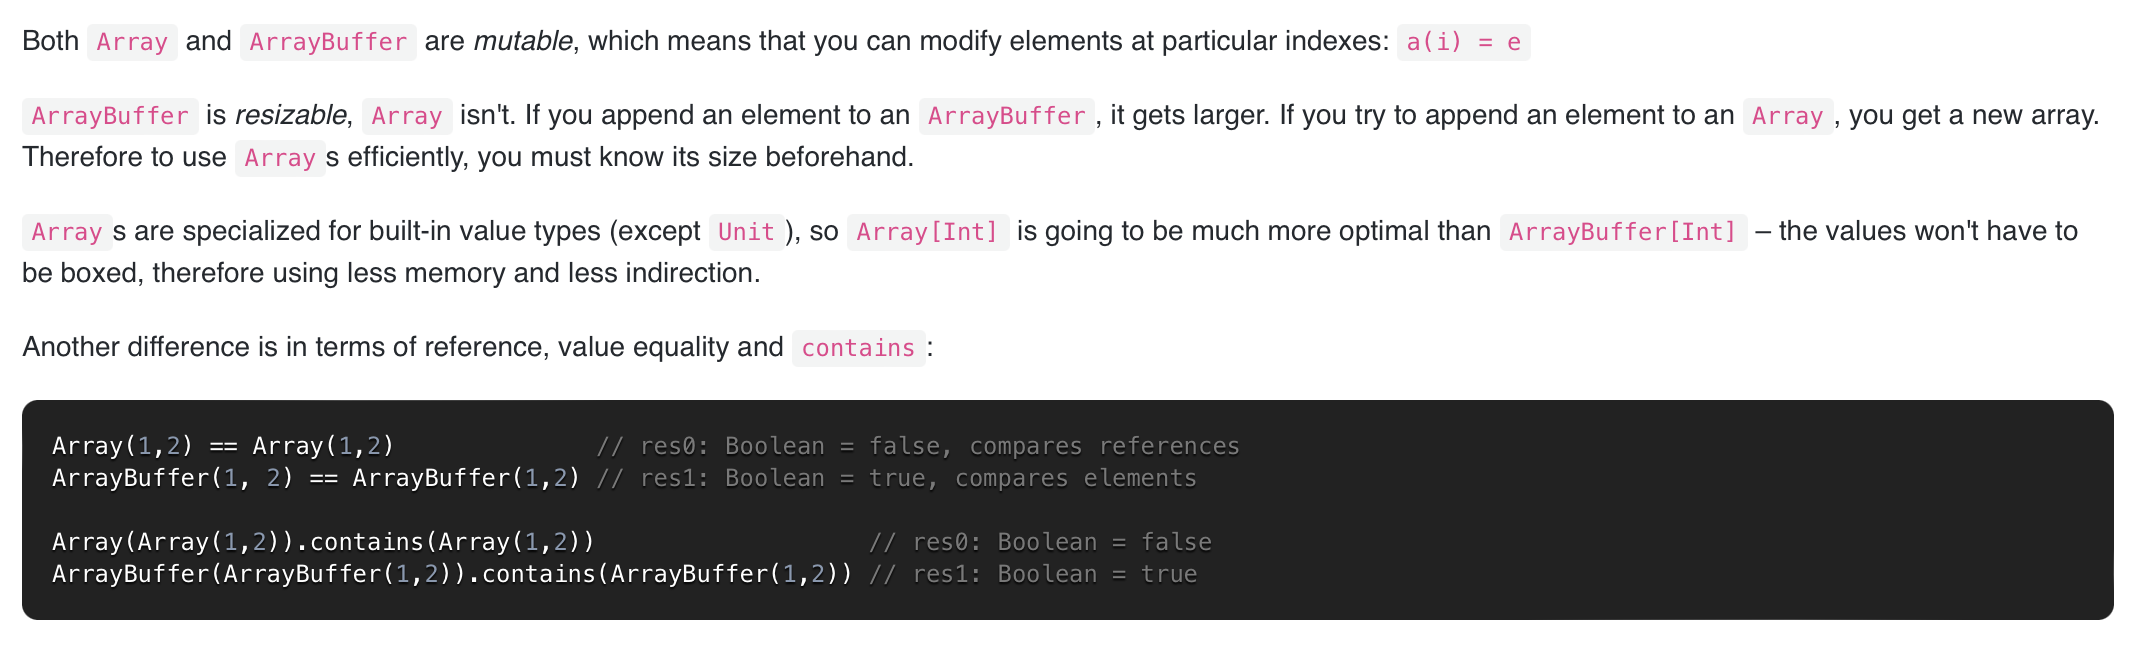 Both Array and ArrayBuffer are mutable, which means that you can modify elements at particular indexes: a(i) = e
ArrayBuffer is resizable, Array isn't. If you append an element to an ArrayBuffer, it gets larger. If you try to append an element to an Array, you get a new array.
Therefore to use Arrays efficiently, you must know its size beforehand.
Arrays are specialized for built-in value types (except Unit), so Array[Int] is going to be much more optimal than ArrayBuffer[Int] – the values won't have to
be boxed, therefore using less memory and less indirection.
Another difference is in terms of reference, value equality and contains:
Array(1,2) == Array(1,2)              // res0: Boolean = false, compares references
ArrayBuffer(1, 2) == ArrayBuffer(1,2) // res1: Boolean = true, compares elements
Array(Array(1,2)).contains(Array(1,2))                   // res0: Boolean = false
ArrayBuffer(ArrayBuffer(1,2)).contains(ArrayBuffer(1,2)) // res1: Boolean = true